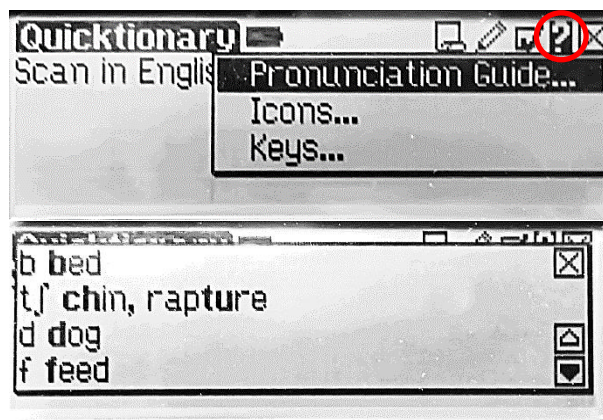 Quicktionary
Scan in Englis
Pronunciation Guide...
Icons...
Keys...
b bed
tʃ chin, rapture
d dog
f feed